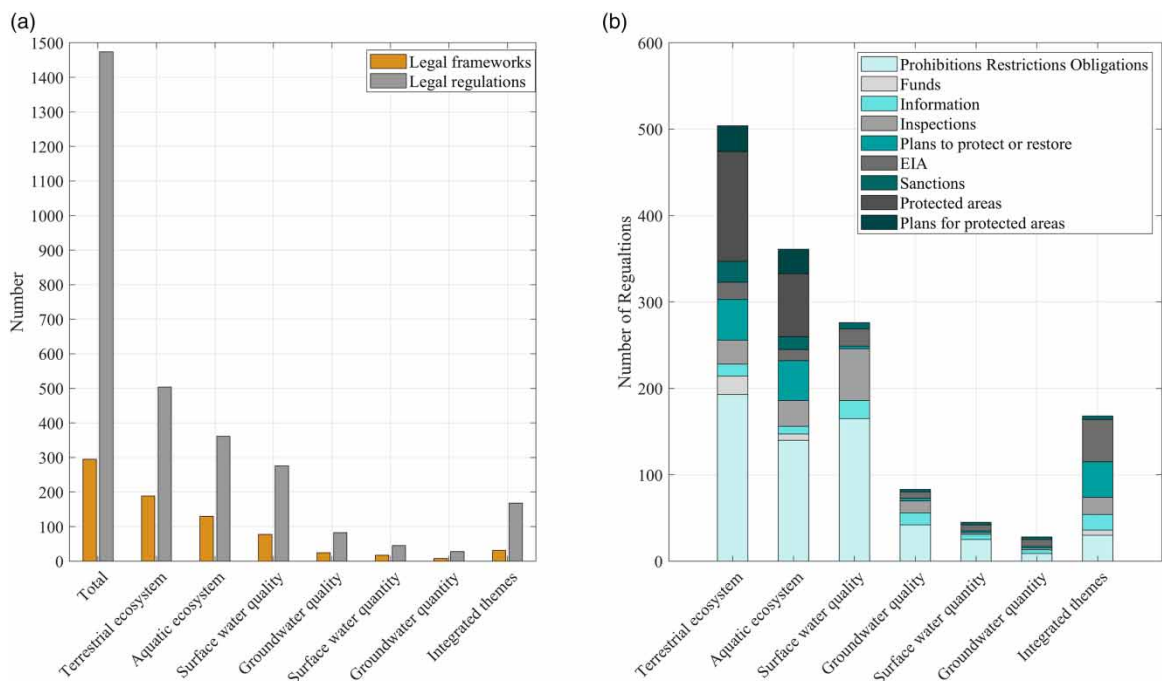 (a)
1500
1400
1300
1200
1100
1000
900
800
700
600
500
400
300
200
100
0
Number
Legal frameworks
Legal regulations
Total
Terrestrial ecosystem
Aquatic ecosystem
Surface water quality
Groundwater quality
Surface water quantity
Groundwater quantity
Integrated themes
(b)
600
500
400
300
200
100
0
Number of Regualtions
Prohibitions Restrictions Obligations
Funds
Information
Inspections
Plans to protect or restore
EIA
Sanctions
Protected areas
Plans for protected areas
Terrestrial ecosystem
Aquatic ecosystem
Surface water quality
Groundwater quality
Surface water quantity
Groundwater quantity
Integrated themes